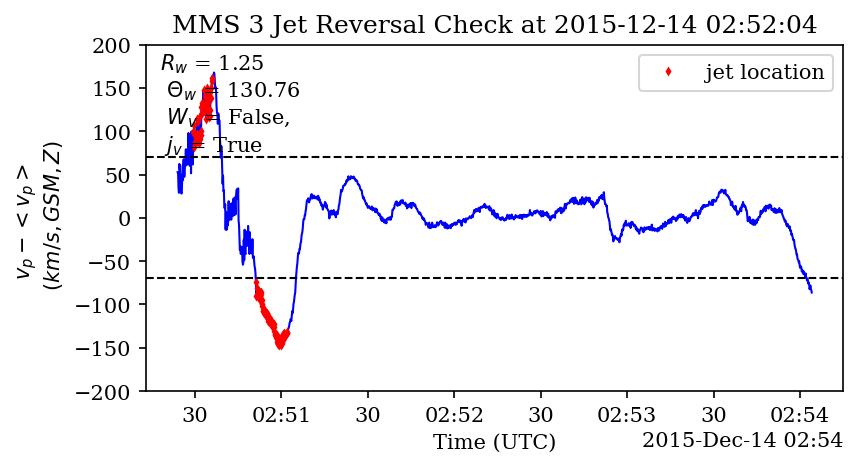 MMS 3 Jet Reversal Check at 2015-12-14 02:52:04
R_w = 1.25
Θ_w = 130.76
W_v = False,
j_v = True
jet location
200
150
100
50
0
−50
−100
−150
−200
v_p − <v_p>
(km/s, GSM, Z)
30 02:51 30 02:52 30 02:53 30 02:54
Time (UTC)
2015-Dec-14 02:54